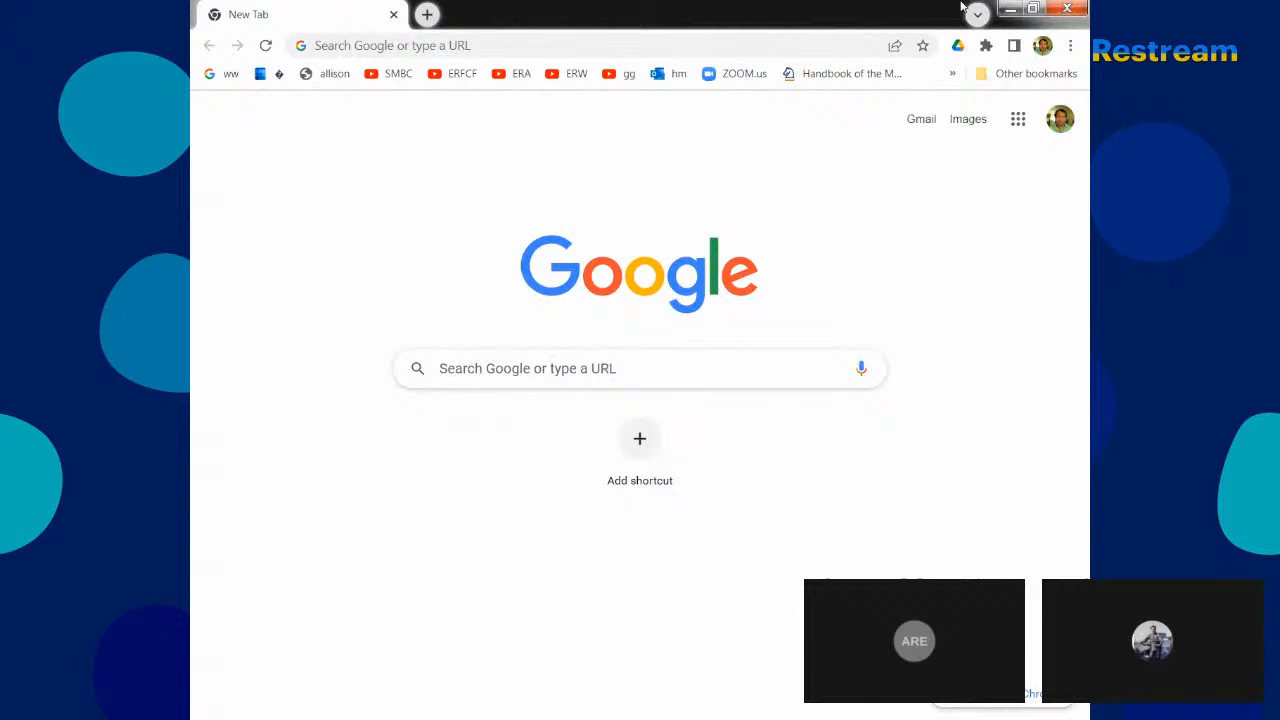 New Tab
Restream
Search Google or type a URL
ww � allison SMBC ERFCF ERA ERW gg hm ZOOM.us Handbook of the M... » Other bookmarks
Gmail Images
Google
Search Google or type a URL
Add shortcut
ARE